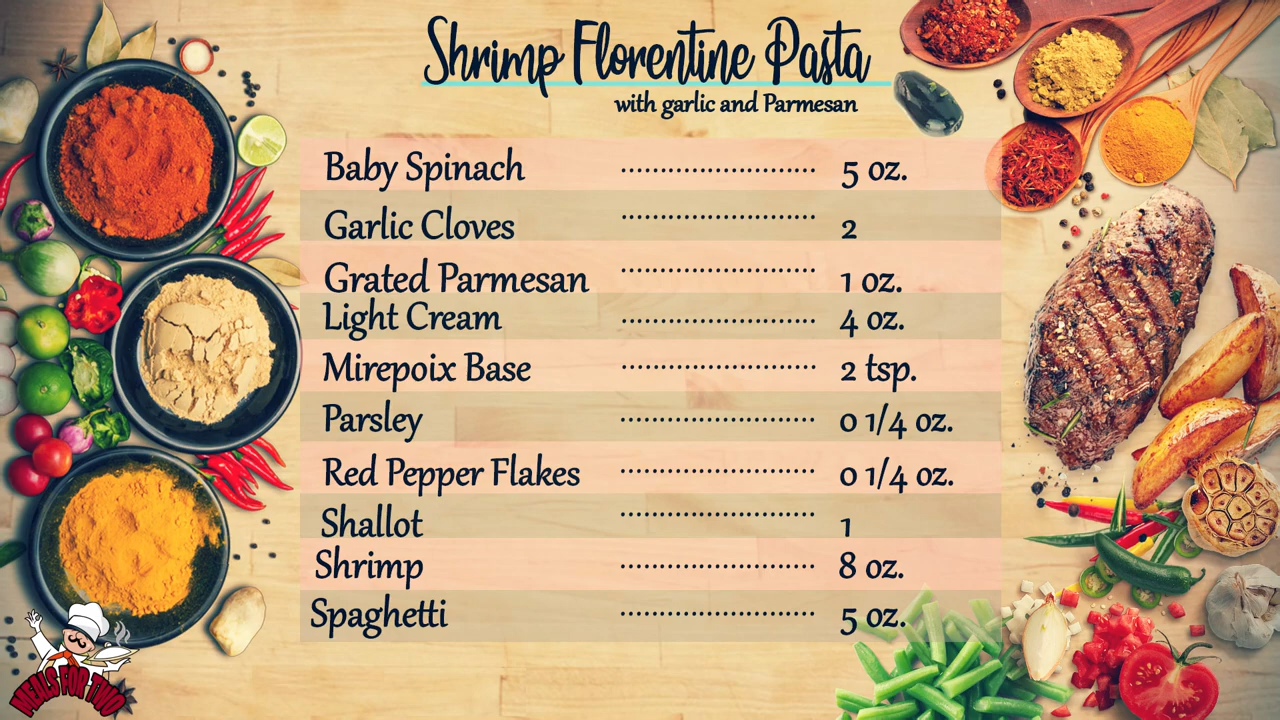 Shrimp Florentine Pasta
with garlic and Parmesan
Baby Spinach ......................... 5 oz.
Garlic Cloves ......................... 2
Grated Parmesan ......................... 1 oz.
Light Cream ......................... 4 oz.
Mirepoix Base ......................... 2 tsp.
Parsley ......................... 0 1/4 oz.
Red Pepper Flakes ......................... 0 1/4 oz.
Shallot ......................... 1
Shrimp ......................... 8 oz.
Spaghetti ......................... 5 oz.
MEALS FOR TWO